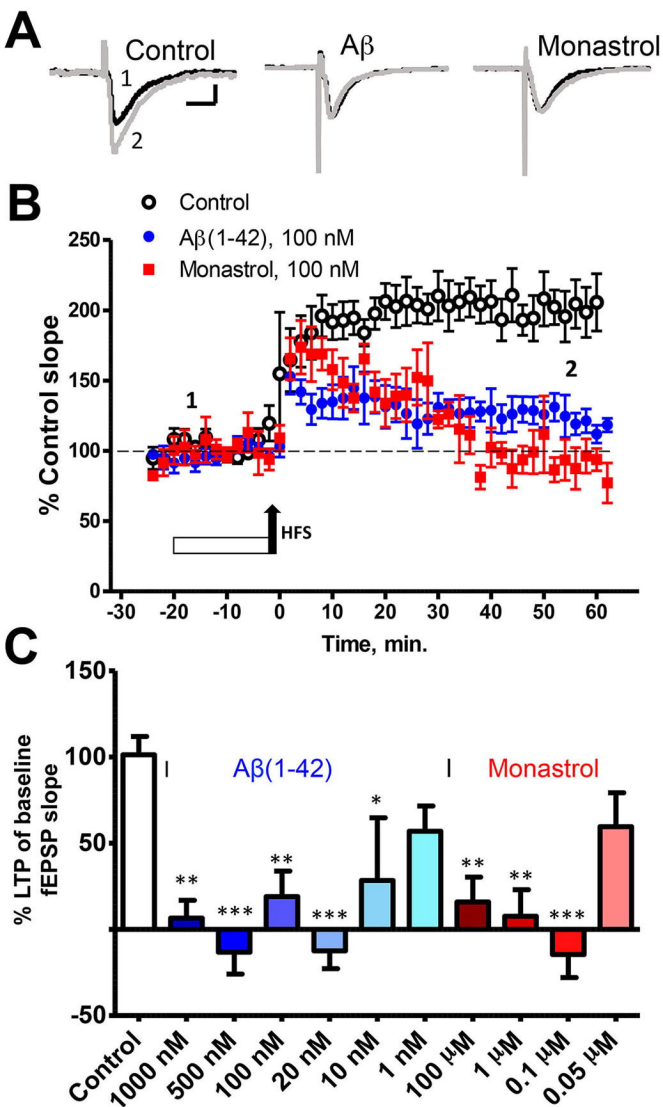 A
Control
Aβ
Monastrol
1
2
B
Control
Aβ(1-42), 100 nM
Monastrol, 100 nM
% Control slope
250
200
150
100
50
0
1
2
HFS
-30 -20 -10 0 10 20 30 40 50 60
Time, min.
C
% LTP of baseline
fEPSP slope
150
100
50
-50
Aβ(1-42)
Monastrol
** *** ** *** * ** ** ***
Control 1000 nM 500 nM 100 nM 20 nM 10 nM 1 nM 100 µM 1 µM 0.1 µM 0.05 µM